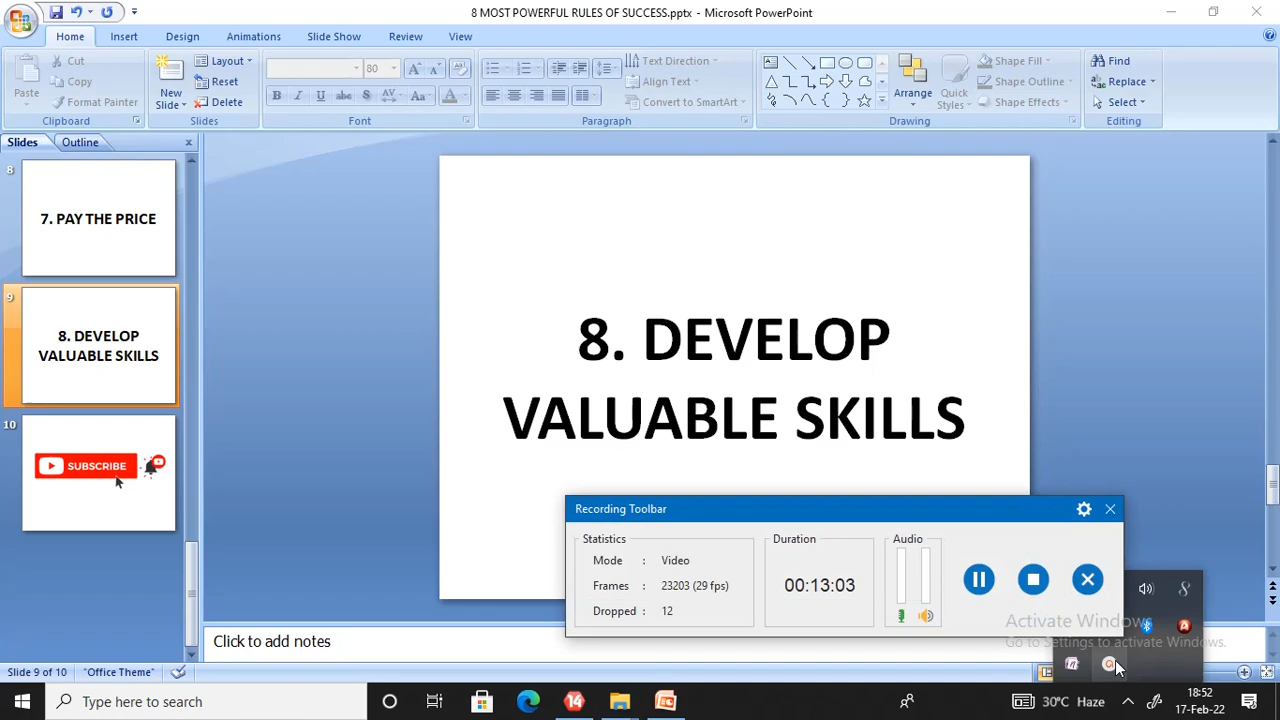 8 MOST POWERFUL RULES OF SUCCESS.pptx - Microsoft PowerPoint
Home Insert Design Animations Slide Show Review View
Paste
Cut
Copy
Format Painter
Clipboard
New Slide
Layout
Reset
Delete
Slides
80
B I U abc S AV Aa A
Font
Text Direction
Align Text
Convert to SmartArt
Paragraph
Arrange
Quick Styles
Shape Fill
Shape Outline
Shape Effects
Drawing
Find
Replace
Select
Editing
Slides Outline
8
7. PAY THE PRICE
9
8. DEVELOP
VALUABLE SKILLS
10
SUBSCRIBE
8. DEVELOP
VALUABLE SKILLS
Recording Toolbar
Statistics
Mode : Video
Frames : 23203 (29 fps)
Dropped : 12
Duration
00:13:03
Audio
Activate Windows
Go to Settings to activate Windows.
Click to add notes
Slide 9 of 10 "Office Theme"
Type here to search
14
30°C Haze
18:52
17-Feb-22